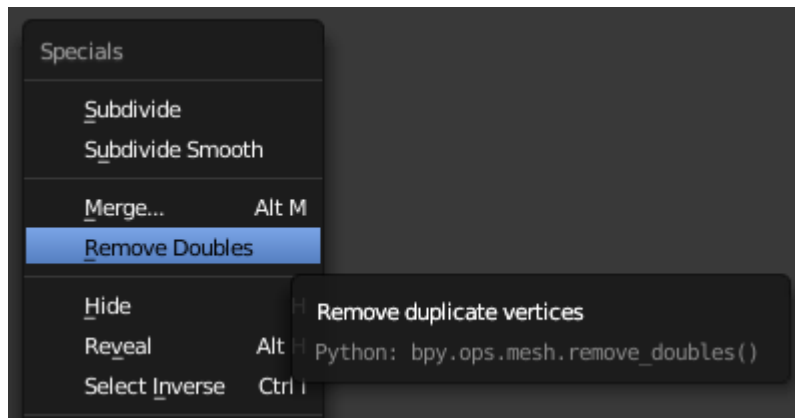 Specials
Subdivide
Subdivide Smooth
Merge... Alt M
Remove Doubles
Hide H
Reveal Alt H
Select Inverse Ctrl I
Remove duplicate vertices
Python: bpy.ops.mesh.remove_doubles()